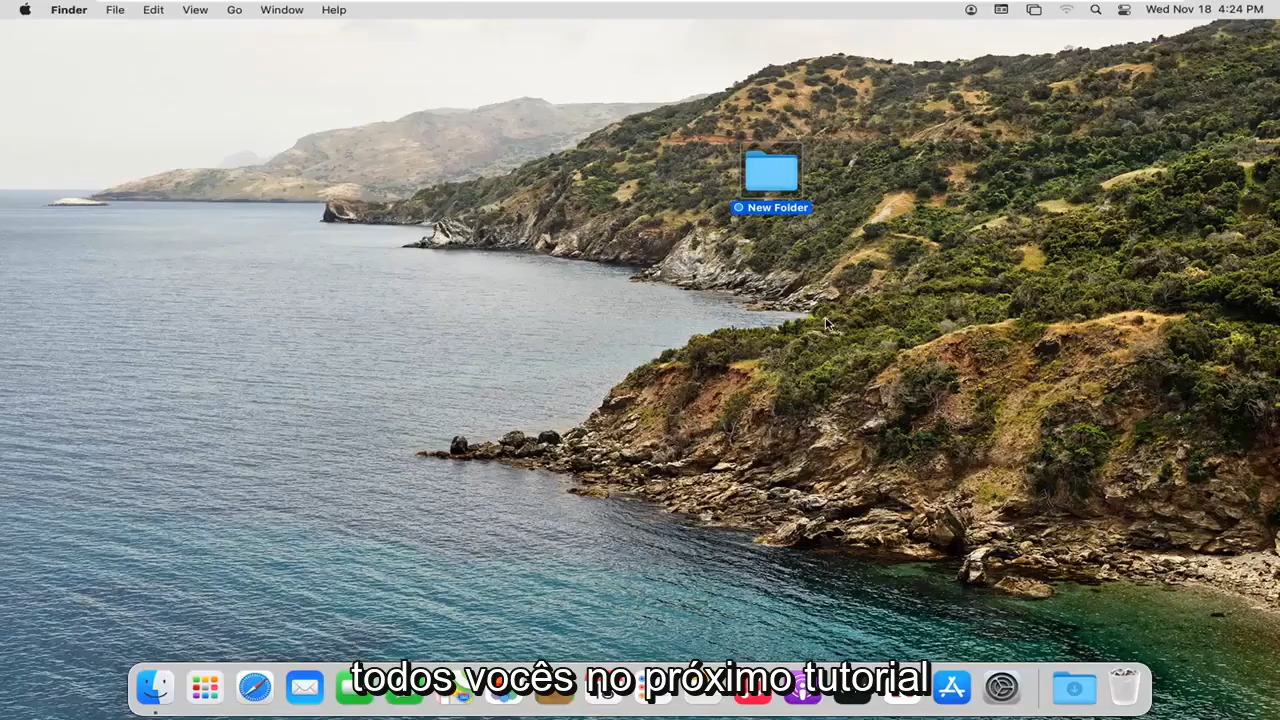 Finder File Edit View Go Window Help Wed Nov 18 4:24 PM
New Folder
todos vocês no próximo tutorial